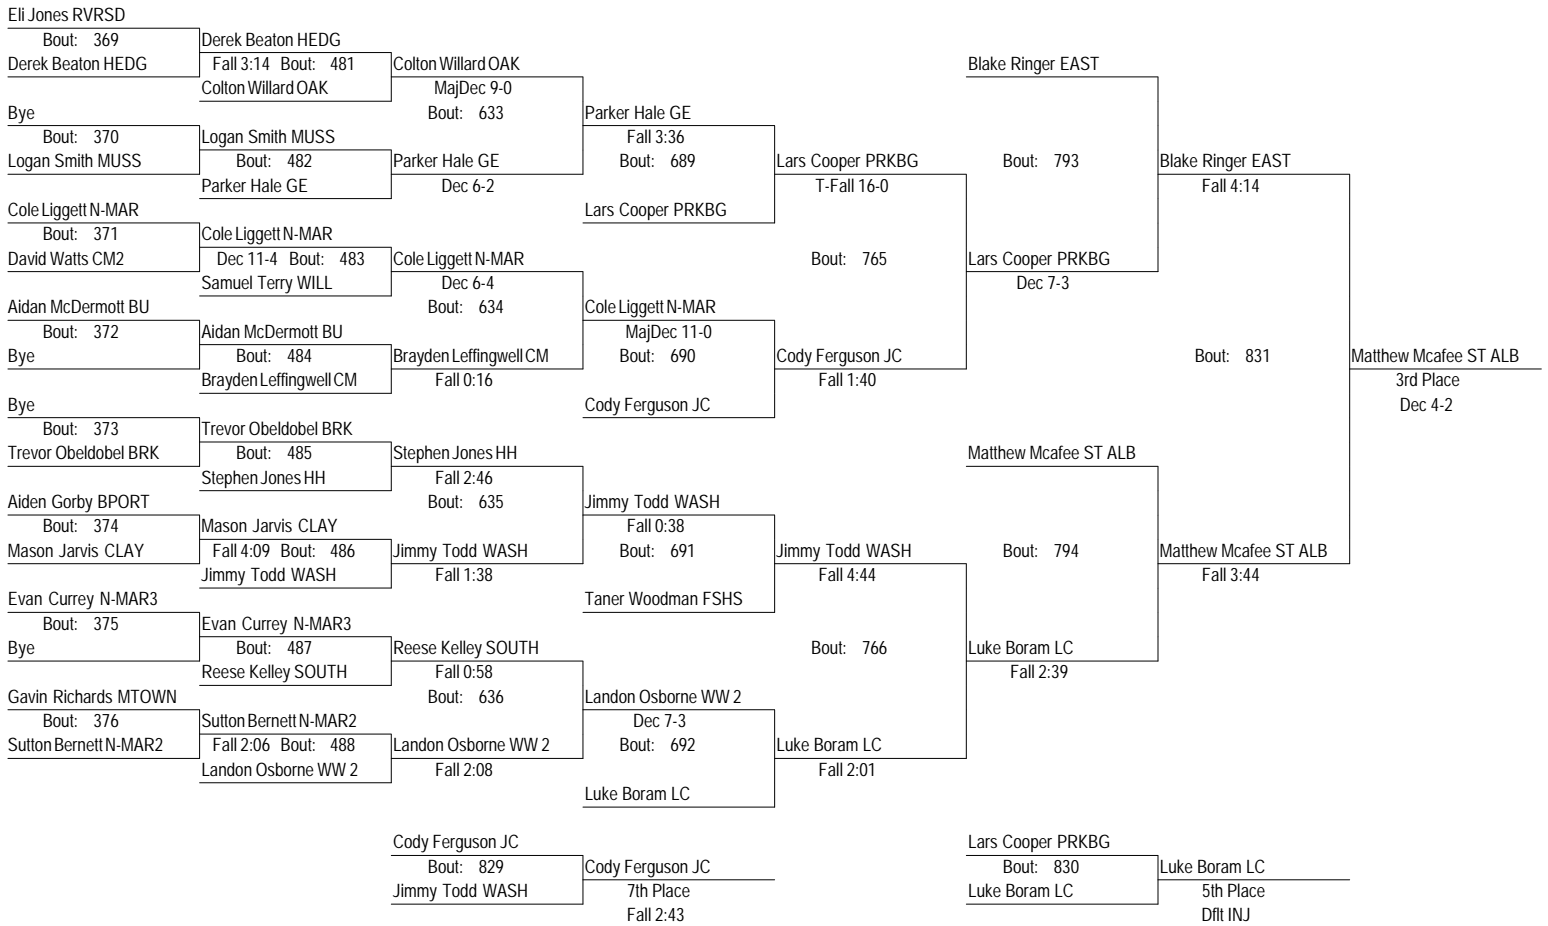 Eli Jones RVRSD
Bout: 369
Derek Beaton HEDG
Bye
Bout: 370
Logan Smith MUSS
Cole Liggett N-MAR
Bout: 371
David Watts CM2
Aidan McDermott BU
Bout: 372
Bye
Bye
Bout: 373
Trevor Obeldobel BRK
Aiden Gorby BPORT
Bout: 374
Mason Jarvis CLAY
Evan Currey N-MAR3
Bout: 375
Bye
Gavin Richards MTOWN
Bout: 376
Sutton Bernett N-MAR2
Derek Beaton HEDG
Fall 3:14 Bout: 481
Colton Willard OAK
Logan Smith MUSS
Bout: 482
Parker Hale GE
Cole Liggett N-MAR
Dec 11-4 Bout: 483
Samuel Terry WILL
Aidan McDermott BU
Bout: 484
Brayden Leffingwell CM
Trevor Obeldobel BRK
Bout: 485
Stephen Jones HH
Mason Jarvis CLAY
Fall 4:09 Bout: 486
Jimmy Todd WASH
Evan Currey N-MAR3
Bout: 487
Reese Kelley SOUTH
Sutton Bernett N-MAR2
Fall 2:06 Bout: 488
Landon Osborne WW 2
Colton Willard OAK
MajDec 9-0
Bout: 633
Parker Hale GE
Dec 6-2
Cole Liggett N-MAR
Dec 6-4
Bout: 634
Brayden Leffingwell CM
Fall 0:16
Stephen Jones HH
Fall 2:46
Bout: 635
Jimmy Todd WASH
Fall 1:38
Reese Kelley SOUTH
Fall 0:58
Bout: 636
Landon Osborne WW 2
Fall 2:08
Parker Hale GE
Fall 3:36
Bout: 689
Lars Cooper PRKBG
Cole Liggett N-MAR
MajDec 11-0
Bout: 690
Cody Ferguson JC
Jimmy Todd WASH
Fall 0:38
Bout: 691
Taner Woodman FSHS
Landon Osborne WW 2
Dec 7-3
Bout: 692
Luke Boram LC
Lars Cooper PRKBG
T-Fall 16-0
Bout: 765
Cody Ferguson JC
Fall 1:40
Jimmy Todd WASH
Fall 4:44
Bout: 766
Luke Boram LC
Fall 2:01
Blake Ringer EAST
Bout: 793
Lars Cooper PRKBG
Dec 7-3
Matthew Mcafee ST ALB
Bout: 794
Luke Boram LC
Fall 2:39
Blake Ringer EAST
Fall 4:14
Bout: 831
Matthew Mcafee ST ALB
Fall 3:44
Matthew Mcafee ST ALB
3rd Place
Dec 4-2
Cody Ferguson JC
Bout: 829
Jimmy Todd WASH
Cody Ferguson JC
7th Place
Fall 2:43
Lars Cooper PRKBG
Bout: 830
Luke Boram LC
Luke Boram LC
5th Place
Dflt INJ